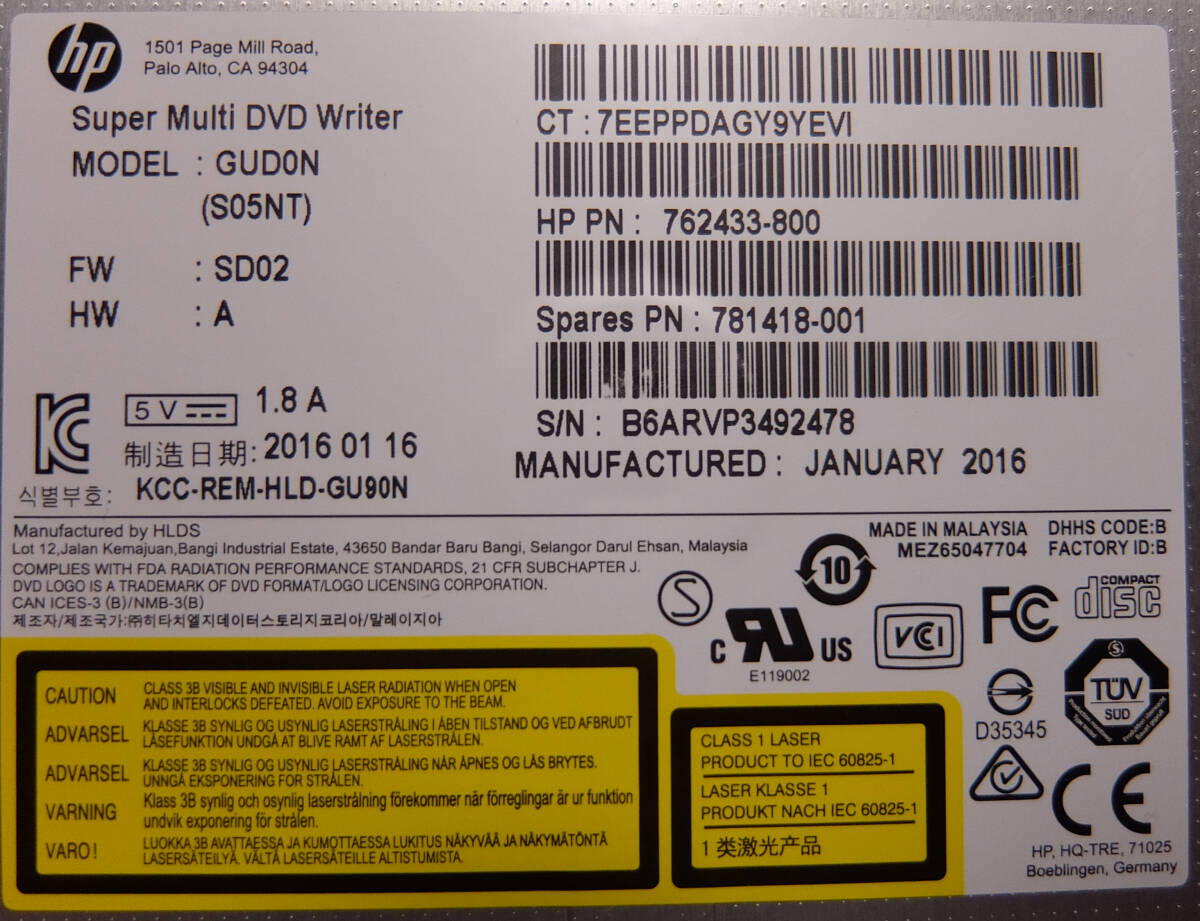 hp
1501 Page Mill Road,
Palo Alto, CA 94304
Super Multi DVD Writer
MODEL : GUD0N
(S05NT)
FW : SD02
HW : A
5 V 1.8 A
制造日期: 2016 01 16
식별부호: KCC-REM-HLD-GU90N
CT : 7EEPPDAGY9YEVI
HP PN : 762433-800
Spares PN : 781418-001
S/N : B6ARVP3492478
MANUFACTURED : JANUARY 2016
Manufactured by HLDS
Lot 12,Jalan Kemajuan,Bangi Industrial Estate, 43650 Bandar Baru Bangi, Selangor Darul Ehsan, Malaysia
COMPLIES WITH FDA RADIATION PERFORMANCE STANDARDS, 21 CFR SUBCHAPTER J.
DVD LOGO IS A TRADEMARK OF DVD FORMAT/LOGO LICENSING CORPORATION.
CAN ICES-3 (B)/NMB-3(B)
제조자/제조국가:㈜히타치엘지데이터스토리지코리아/말레이지아
MADE IN MALAYSIA DHHS CODE:B
MEZ65047704 FACTORY ID:B
10
S
C US
E119002
VCI
FC
COMPACT
disc
D35345
TÜV
SÜD
CE
HP, HQ-TRE, 71025
Boeblingen, Germany
CAUTION CLASS 3B VISIBLE AND INVISIBLE LASER RADIATION WHEN OPEN
AND INTERLOCKS DEFEATED. AVOID EXPOSURE TO THE BEAM.
ADVARSEL KLASSE 3B SYNLIG OG USYNLIG LASERSTRÅLING I ÅBEN TILSTAND OG VED AFBRUDT
LÅSEFUNKTION UNDGÅ AT BLIVE RAMT AF LASERSTRÅLEN.
ADVARSEL KLASSE 3B SYNLIG OG USYNLIG LASERSTRÅLING NÅR ÅPNES OG LÅS BRYTES.
UNNGÅ EKSPONERING FOR STRÅLEN.
VARNING Klass 3B synlig och osynlig laserstrålning förekommer när förreglingar är ur funktion
undvik exponering för strålen.
VARO! LUOKKA 3B AVATTAESSA JA KUMOTTAESSA LUKITUS NÄKYVÄÄ JA NÄKYMÄTÖNTÄ
LASERSÄTEILYÄ. VÄLTÄ LASERSÄTEILLE ALTISTUMISTA.
CLASS 1 LASER
PRODUCT TO IEC 60825-1
LASER KLASSE 1
PRODUKT NACH IEC 60825-1
1 类激光产品